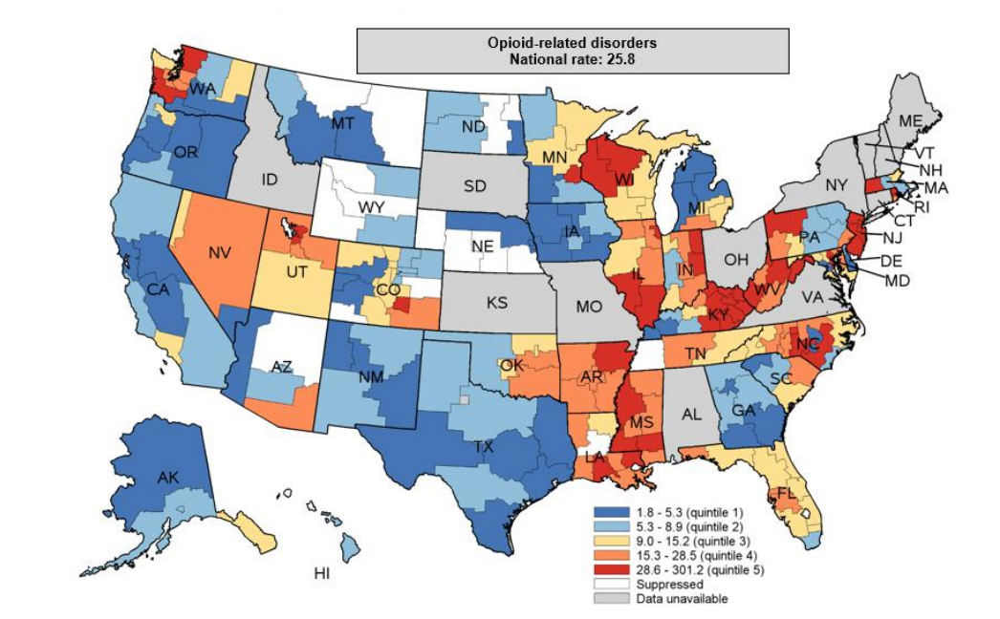 Opioid-related disorders
National rate: 25.8
WA
MT
ND
MN
ME
OR
ID
SD
WI
MI
NY
VT
NH
MA
RI
CT
WY
IA
NE
PA
NJ
NV
UT
CO
IL
IN
OH
DE
MD
WV
VA
CA
KS
MO
KY
AZ
NM
OK
AR
TN
NC
SC
TX
LA
MS
AL
GA
AK
FL
HI
1.8 - 5.3 (quintile 1)
5.3 - 8.9 (quintile 2)
9.0 - 15.2 (quintile 3)
15.3 - 28.5 (quintile 4)
28.6 - 301.2 (quintile 5)
Suppressed
Data unavailable